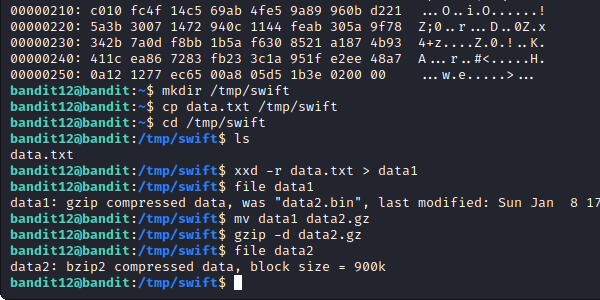 00000210: c010 fc4f 14c5 69ab 4fe5 9a89 960b d221  ...O..i.O......!
00000220: 5a3b 3007 1472 940c 1144 feab 305a 9f78  Z;0..r...D..0Z.x
00000230: 342b 7a0d f8bb 1b5a f630 8521 a187 4b93  4+z....Z.0.!..K.
00000240: 411c ea86 7283 fb23 3c1a 951f e2ee 48a7  A...r..#<.....H.
00000250: 0a12 1277 ec65 00a8 05d5 1b3e 0200 00    ...w.e.....>...
bandit12@bandit:~$ mkdir /tmp/swift
bandit12@bandit:~$ cp data.txt /tmp/swift
bandit12@bandit:~$ cd /tmp/swift
bandit12@bandit:/tmp/swift$ ls
data.txt
bandit12@bandit:/tmp/swift$ xxd -r data.txt > data1
bandit12@bandit:/tmp/swift$ file data1
data1: gzip compressed data, was "data2.bin", last modified: Sun Jan  8 17
bandit12@bandit:/tmp/swift$ mv data1 data2.gz
bandit12@bandit:/tmp/swift$ gzip -d data2.gz
bandit12@bandit:/tmp/swift$ file data2
data2: bzip2 compressed data, block size = 900k
bandit12@bandit:/tmp/swift$